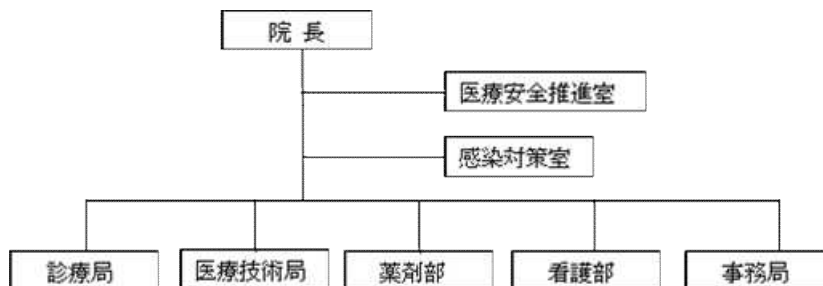 院長
医療安全推進室
感染対策室
診療局
医療技術局
薬剤部
看護部
事務局